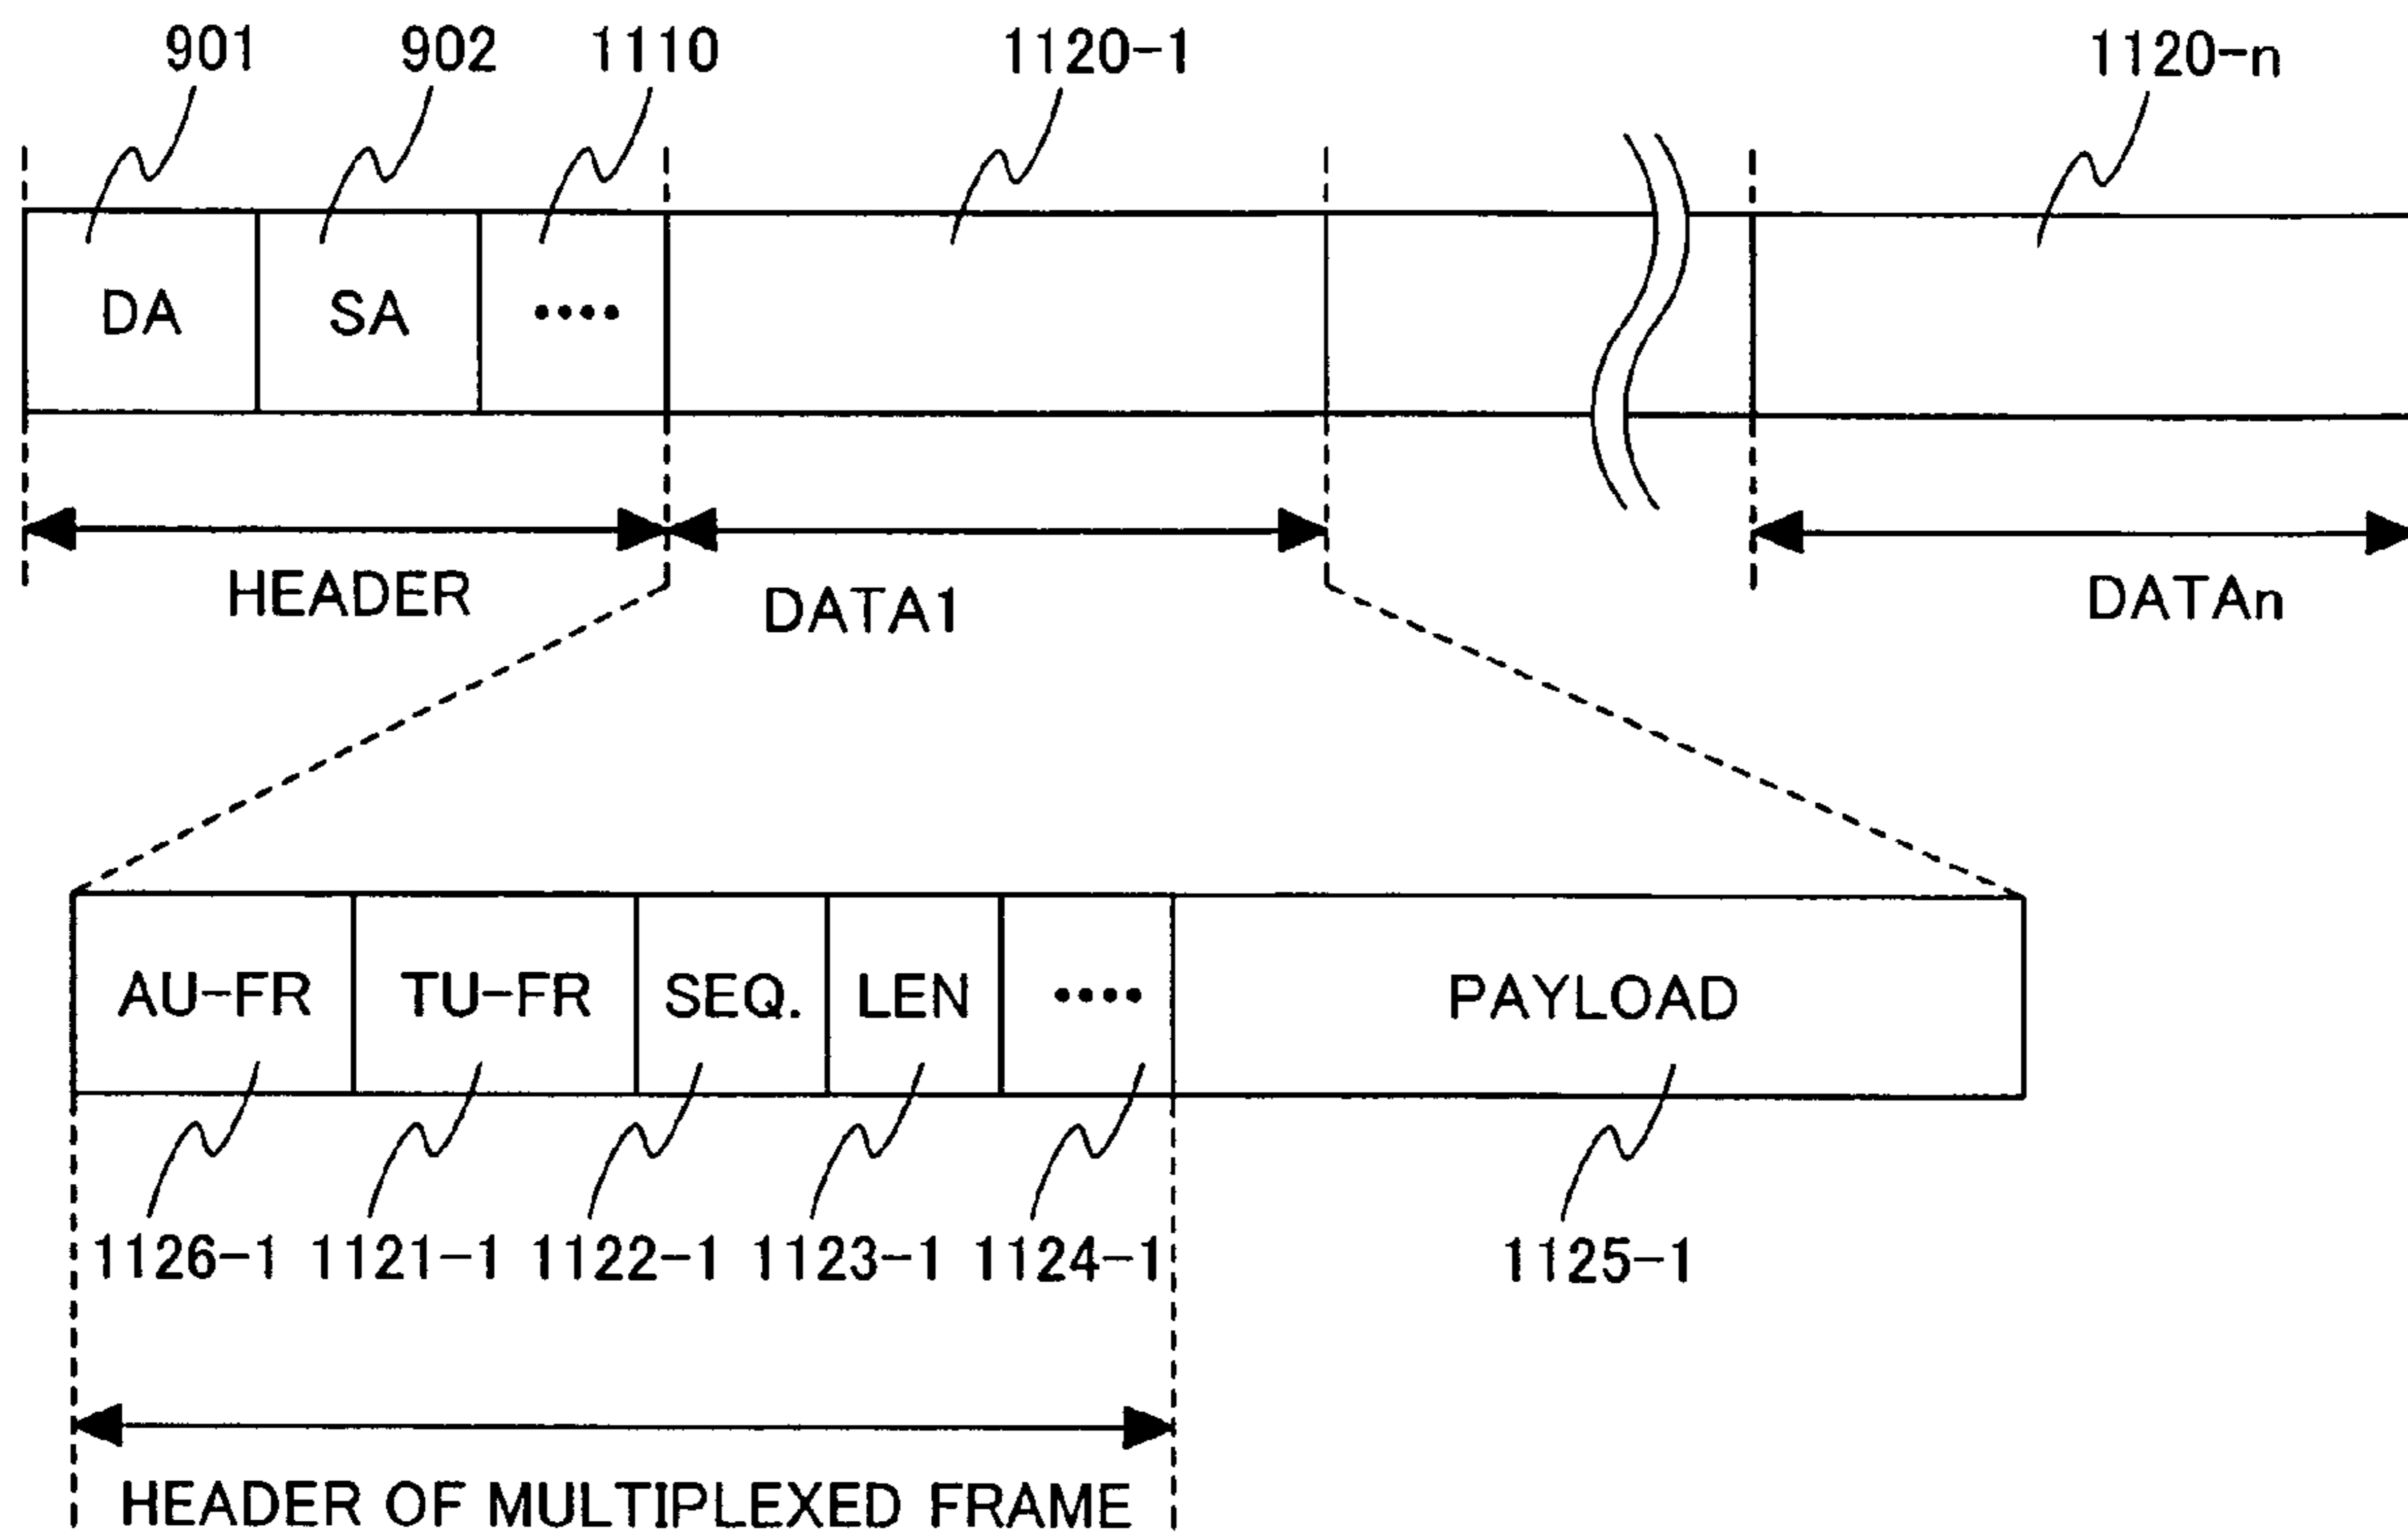 901 902 1110 1120-1 1120-n
DA SA ••••
HEADER DATA1 DATAn
AU-FR TU-FR SEQ. LEN •••• PAYLOAD
1126-1 1121-1 1122-1 1123-1 1124-1 1125-1
HEADER OF MULTIPLEXED FRAME